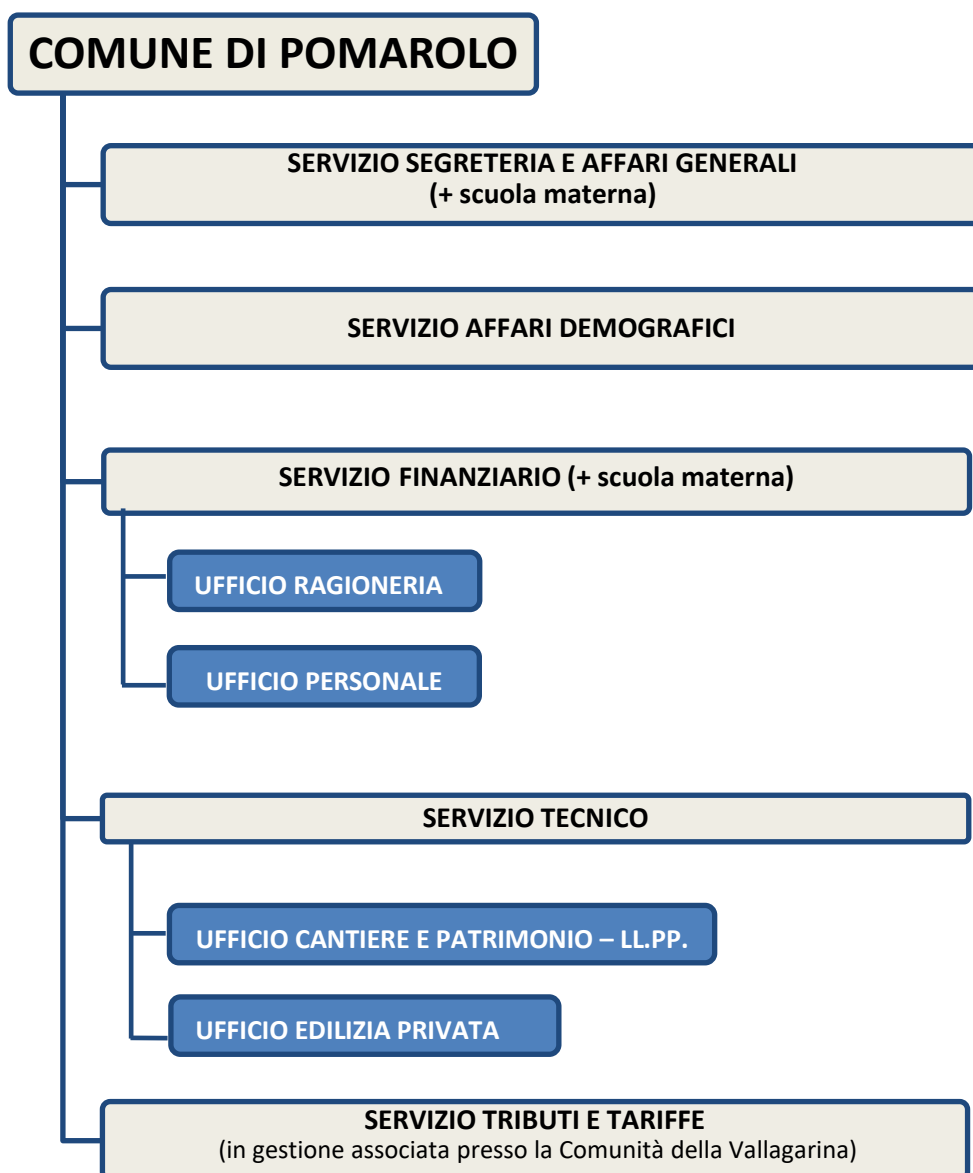 COMUNE DI POMAROLO
SERVIZIO SEGRETERIA E AFFARI GENERALI
(+ scuola materna)
SERVIZIO AFFARI DEMOGRAFICI
SERVIZIO FINANZIARIO (+ scuola materna)
UFFICIO RAGIONERIA
UFFICIO PERSONALE
SERVIZIO TECNICO
UFFICIO CANTIERE E PATRIMONIO – LL.PP.
UFFICIO EDILIZIA PRIVATA
SERVIZIO TRIBUTI E TARIFFE
(in gestione associata presso la Comunità della Vallagarina)